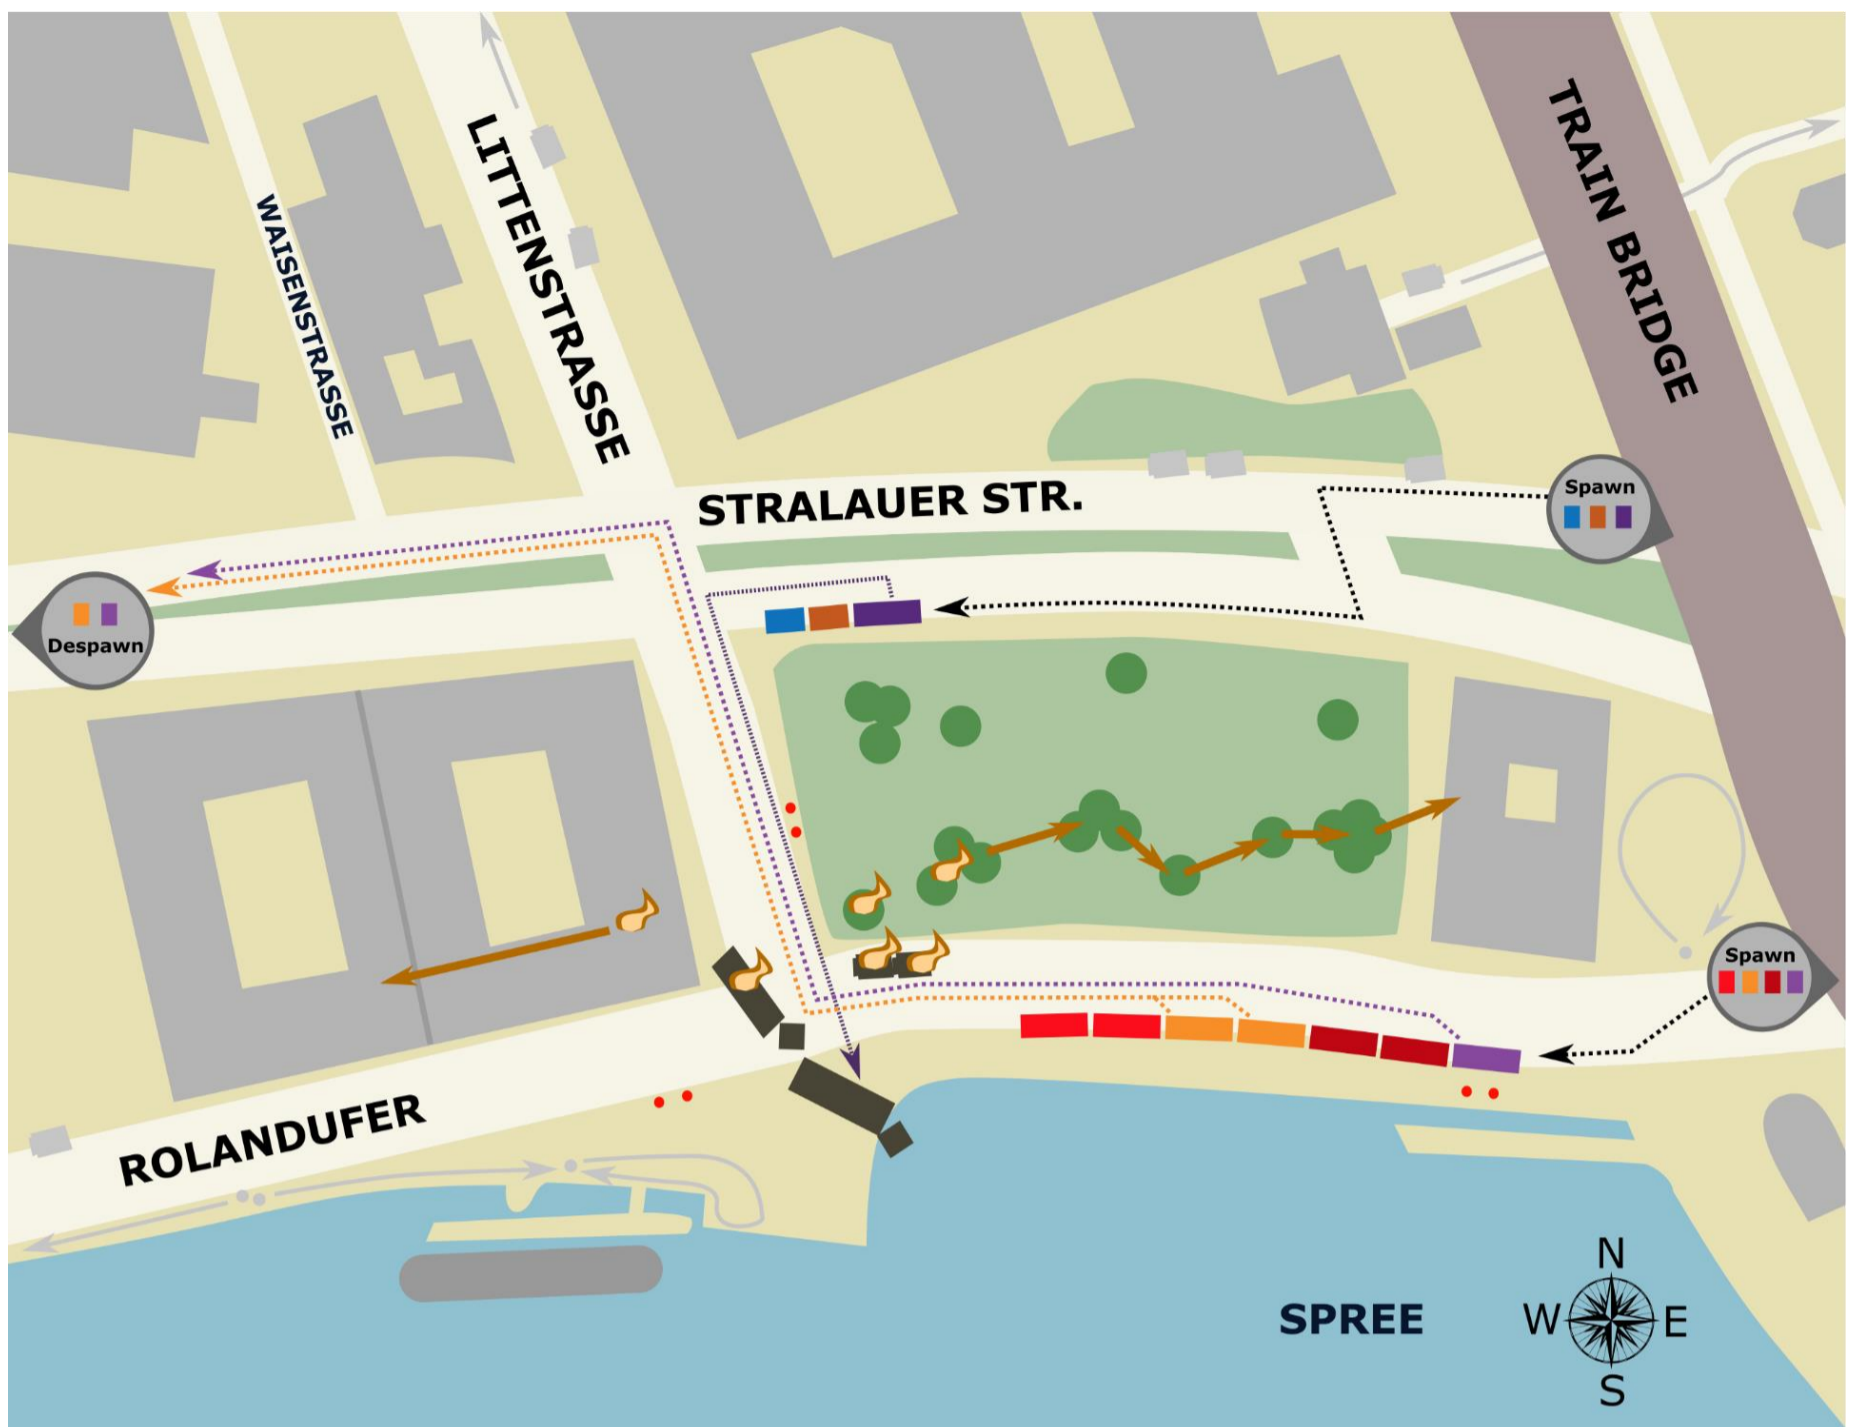 WAISENSTRASSE
LITTENSTRASSE
TRAIN BRIDGE
STRALAUER STR.
Spawn
Despawn
Spawn
ROLANDUFER
SPREE
N
W E
S